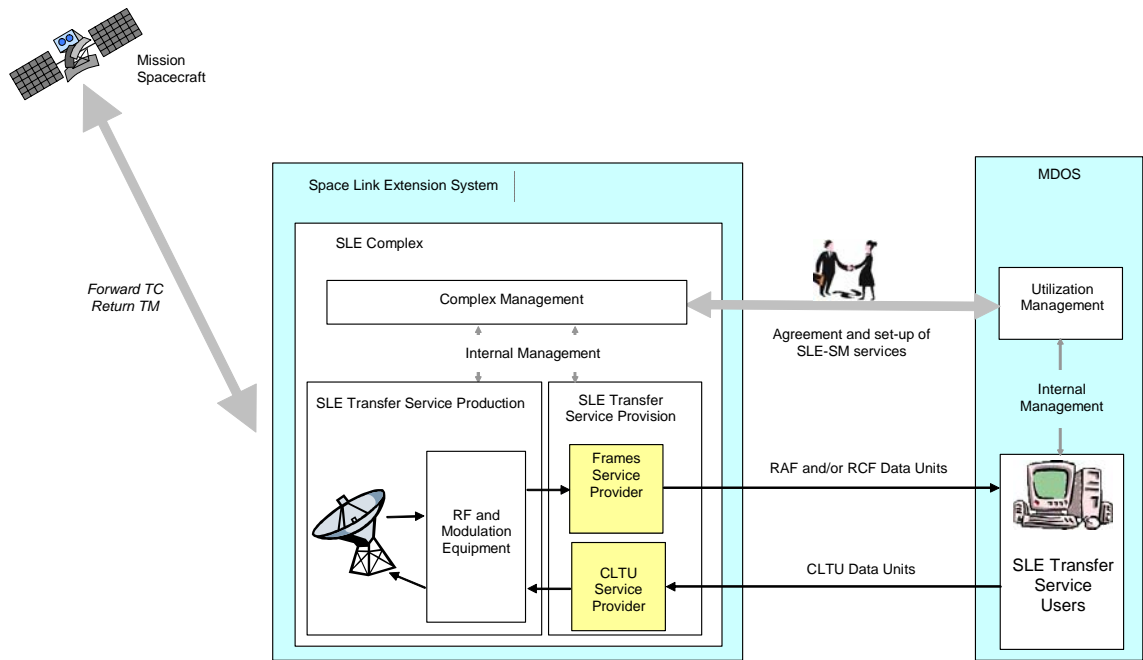 Mission
Spacecraft
Forward TC
Return TM
Space Link Extension System
SLE Complex
Complex Management
Internal Management
SLE Transfer Service Production
SLE Transfer
Service Provision
RF and
Modulation
Equipment
Frames
Service
Provider
CLTU
Service
Provider
Agreement and set-up of
SLE-SM services
RAF and/or RCF Data Units
CLTU Data Units
MDOS
Utilization
Management
Internal
Management
SLE Transfer
Service
Users